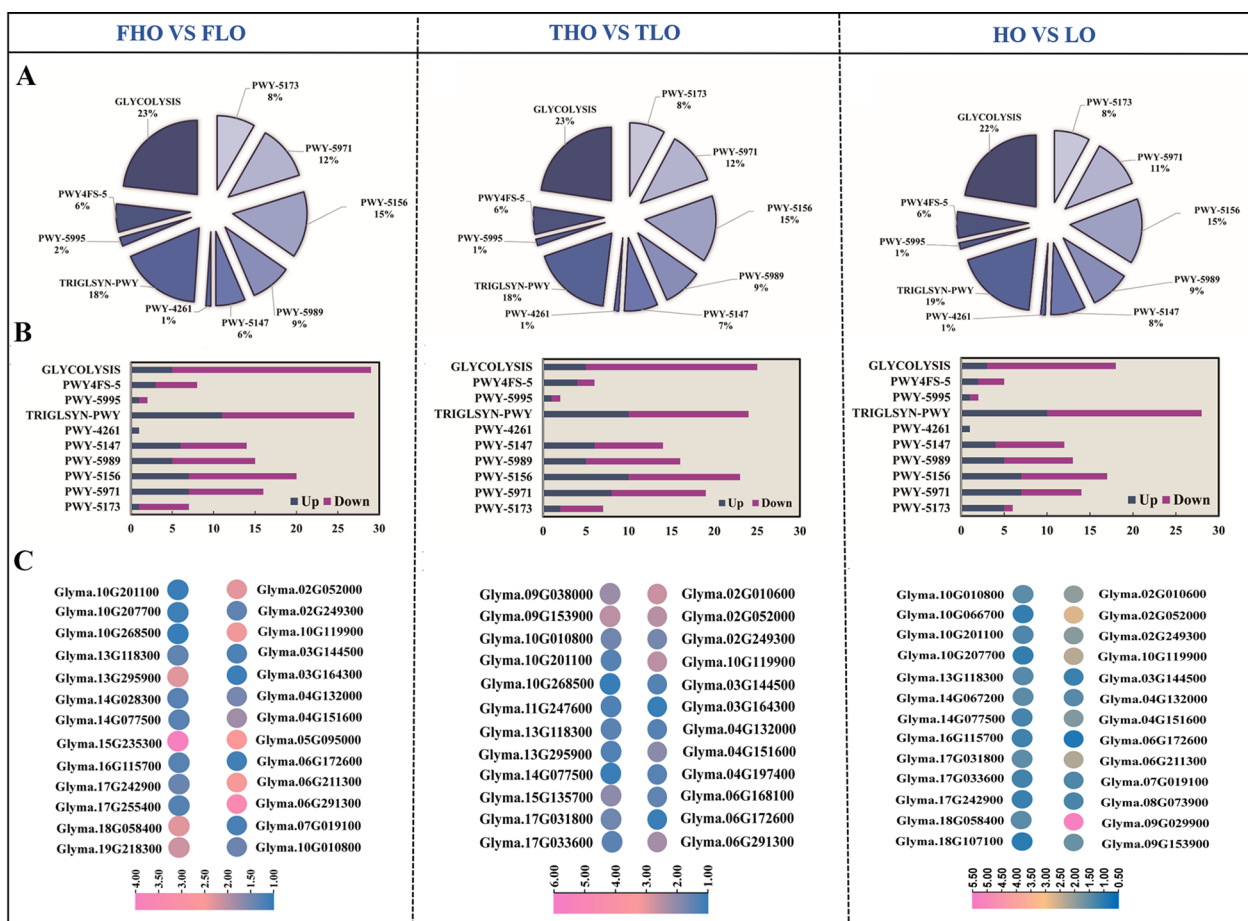 FHO VS FLO
THO VS TLO
HO VS LO
A
PWY-5173
8%
PWY-5971
12%
PWY-5156
15%
PWY-5989
9%
PWY-5147
6%
PWY-4261
1%
TRIGLSYN-PWY
18%
PWY-5995
2%
PWY4FS-5
6%
GLYCOLYSIS
23%
PWY-5173
8%
PWY-5971
12%
PWY-5156
15%
PWY-5989
9%
PWY-5147
7%
PWY-4261
1%
TRIGLSYN-PWY
18%
PWY-5995
1%
PWY4FS-5
6%
GLYCOLYSIS
23%
PWY-5173
8%
PWY-5971
11%
PWY-5156
15%
PWY-5989
9%
PWY-5147
8%
PWY-4261
1%
TRIGLSYN-PWY
19%
PWY-5995
1%
PWY4FS-5
6%
GLYCOLYSIS
22%
B
GLYCOLYSIS
PWY4FS-5
PWY-5995
TRIGLSYN-PWY
PWY-4261
PWY-5147
PWY-5989
PWY-5156
PWY-5971
PWY-5173
Up Down
0 5 10 15 20 25 30
GLYCOLYSIS
PWY4FS-5
PWY-5995
TRIGLSYN-PWY
PWY-4261
PWY-5147
PWY-5989
PWY-5156
PWY-5971
PWY-5173
Up Down
0 5 10 15 20 25 30
GLYCOLYSIS
PWY4FS-5
PWY-5995
TRIGLSYN-PWY
PWY-4261
PWY-5147
PWY-5989
PWY-5156
PWY-5971
PWY-5173
Up Down
0 5 10 15 20 25 30
C
Glyma.10G201100 Glyma.02G052000
Glyma.10G207700 Glyma.02G249300
Glyma.10G268500 Glyma.10G119900
Glyma.13G118300 Glyma.03G144500
Glyma.13G295900 Glyma.03G164300
Glyma.14G028300 Glyma.04G132000
Glyma.14G077500 Glyma.04G151600
Glyma.15G235300 Glyma.05G095000
Glyma.16G115700 Glyma.06G172600
Glyma.17G242900 Glyma.06G211300
Glyma.17G255400 Glyma.06G291300
Glyma.18G058400 Glyma.07G019100
Glyma.19G218300 Glyma.10G010800
4.00 3.00 2.50 2.00 1.50 1.00
Glyma.09G038000 Glyma.02G010600
Glyma.09G153900 Glyma.02G052000
Glyma.10G010800 Glyma.02G249300
Glyma.10G201100 Glyma.10G119900
Glyma.10G268500 Glyma.03G144500
Glyma.11G247600 Glyma.03G164300
Glyma.13G118300 Glyma.04G132000
Glyma.13G295900 Glyma.04G151600
Glyma.14G077500 Glyma.04G197400
Glyma.15G135700 Glyma.06G168100
Glyma.17G031800 Glyma.06G172600
Glyma.17G033600 Glyma.06G291300
6.00 5.00 4.00 3.00 2.00 1.00
Glyma.10G010800 Glyma.02G010600
Glyma.10G066700 Glyma.02G052000
Glyma.10G201100 Glyma.02G249300
Glyma.10G207700 Glyma.10G119900
Glyma.13G118300 Glyma.03G144500
Glyma.14G067200 Glyma.04G132000
Glyma.14G077500 Glyma.04G151600
Glyma.16G115700 Glyma.06G172600
Glyma.17G031800 Glyma.06G211300
Glyma.17G033600 Glyma.07G019100
Glyma.17G242900 Glyma.08G073900
Glyma.18G058400 Glyma.09G029900
Glyma.18G107100 Glyma.09G153900
5.50 5.00 4.00 3.00 2.00 1.00 0.50